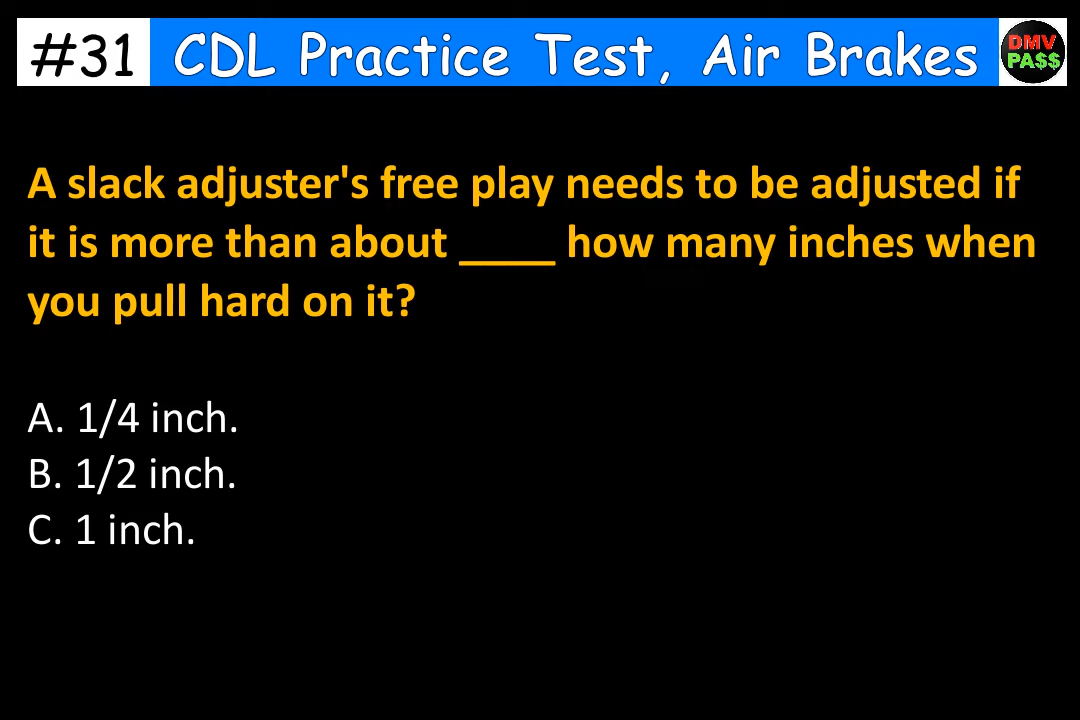 #31 CDL Practice Test, Air Brakes DMV
PA$$
A slack adjuster's free play needs to be adjusted if
it is more than about ____ how many inches when
you pull hard on it?
A. 1/4 inch.
B. 1/2 inch.
C. 1 inch.